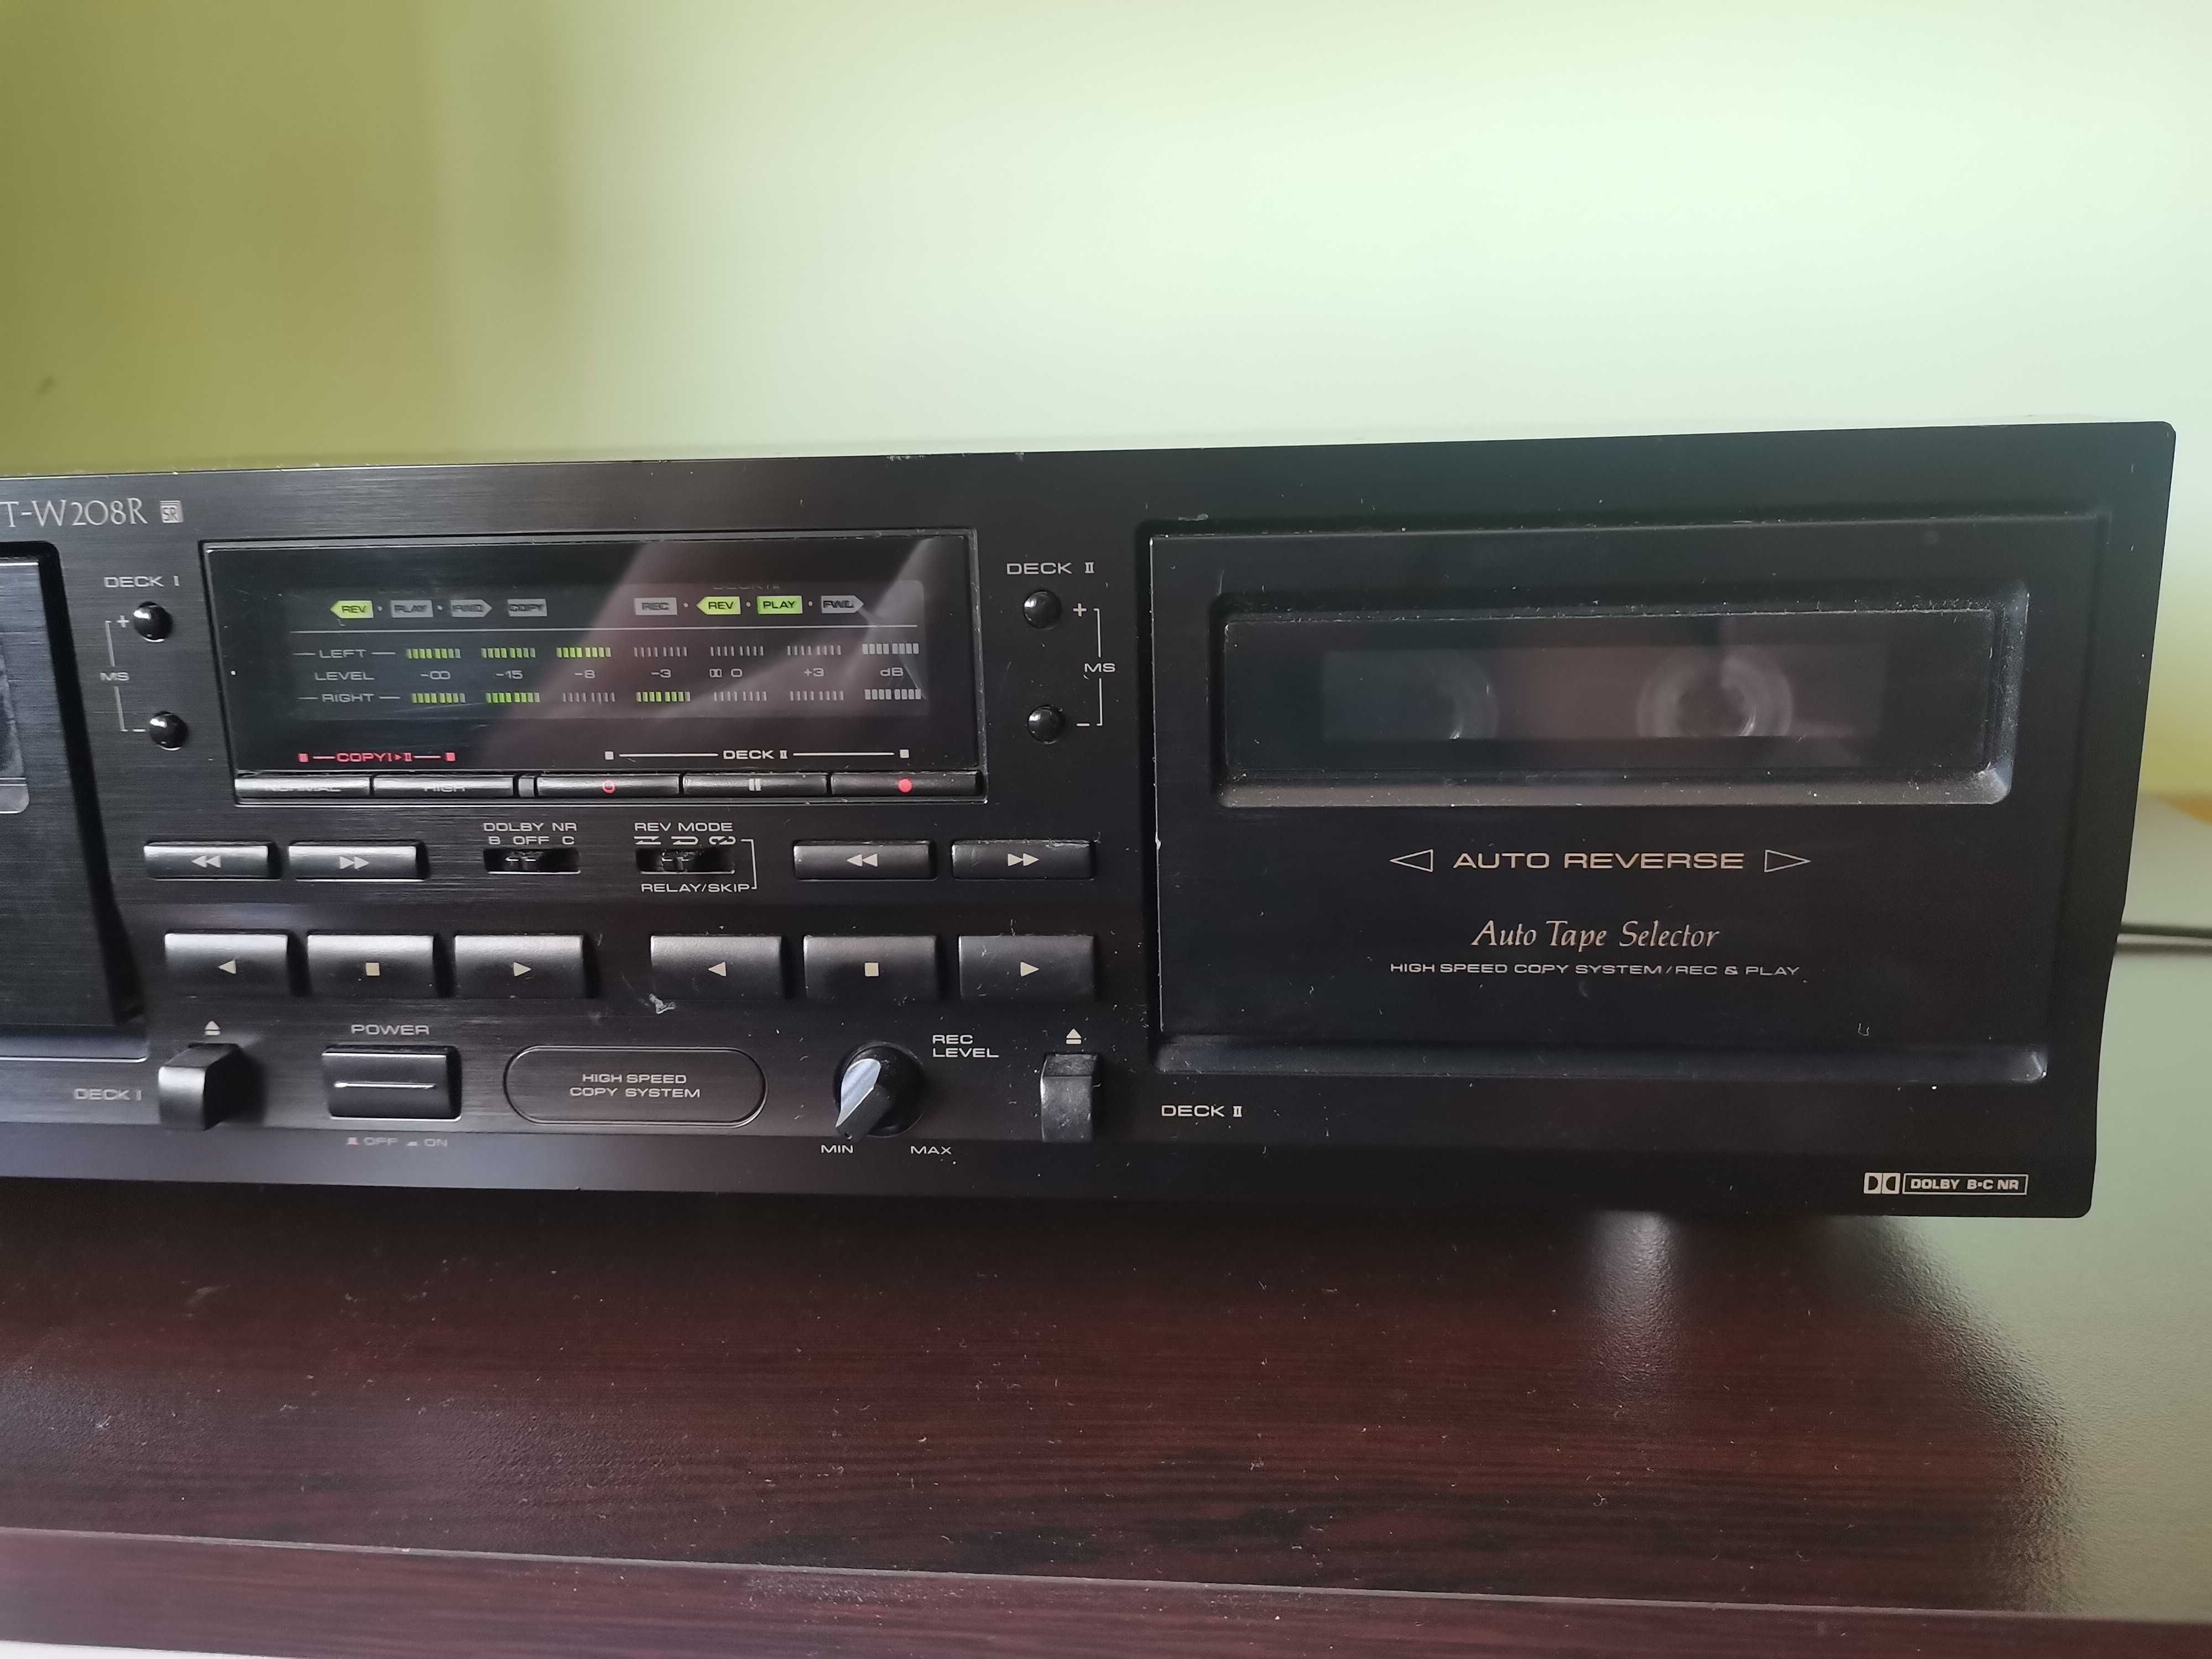 T-W208R SR
DECK I
+
MS
-
REV · PLAY · FWD COPY
REC · REV · PLAY · FWD
LEFT
LEVEL -∞ -15 -8 -3 0 +3 dB
RIGHT
COPY I▸II
DECK II
NORMAL HIGH
DECK II
+
MS
-
DOLBY NR
B OFF C
REV MODE
RELAY/SKIP
POWER
OFF ON
DECK I
HIGH SPEED
COPY SYSTEM
REC
LEVEL
MIN MAX
AUTO REVERSE
Auto Tape Selector
HIGH SPEED COPY SYSTEM/REC & PLAY
DECK II
DOLBY B·C NR